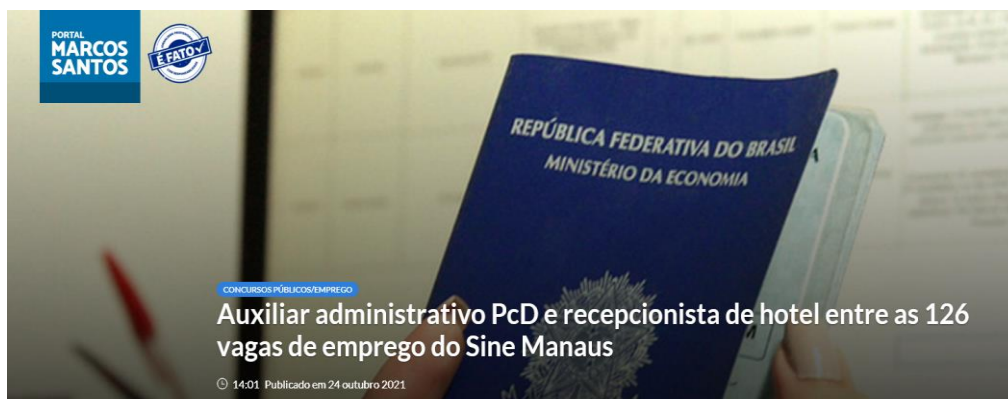 PORTAL
MARCOS
SANTOS
É FATO
REPÚBLICA FEDERATIVA DO BRASIL
MINISTÉRIO DA ECONOMIA
CONCURSOS PÚBLICOS/EMPREGO
Auxiliar administrativo PcD e recepcionista de hotel entre as 126
vagas de emprego do Sine Manaus
14:01 Publicado em 24 outubro 2021